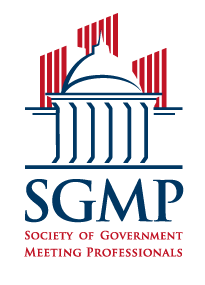 SGMP
Society of Government
Meeting Professionals